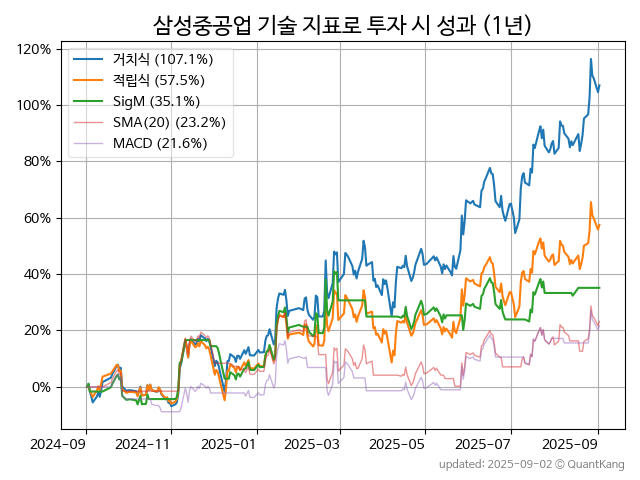 삼성중공업 기술 지표로 투자 시 성과 (1년)
120%
100%
80%
60%
40%
20%
0%
거치식 (107.1%)
적립식 (57.5%)
SigM (35.1%)
SMA(20) (23.2%)
MACD (21.6%)
2024-09 2024-11 2025-01 2025-03 2025-05 2025-07 2025-09
updated: 2025-09-02 © QuantKang